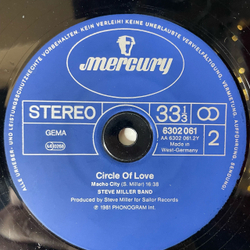 ALLE URHEBER- UND LEISTUNGSSCHUTZRECHTE VORBEHALTEN. KEIN VERLEIH! KEINE UNERLAUBTE VERVIELFÄLTIGUNG, VERMIETUNG, AUFFÜHRUNG, SENDUNG!
mercury
STEREO
33 1/3
2
GEMA
6302 061
AA 6302 061 2Y
Made in
West-Germany
Circle Of Love
Macho City (S. Miller) 16:38
STEVE MILLER BAND
Produced by Steve Miller for Sailor Records
℗ 1981 PHONOGRAM Int.